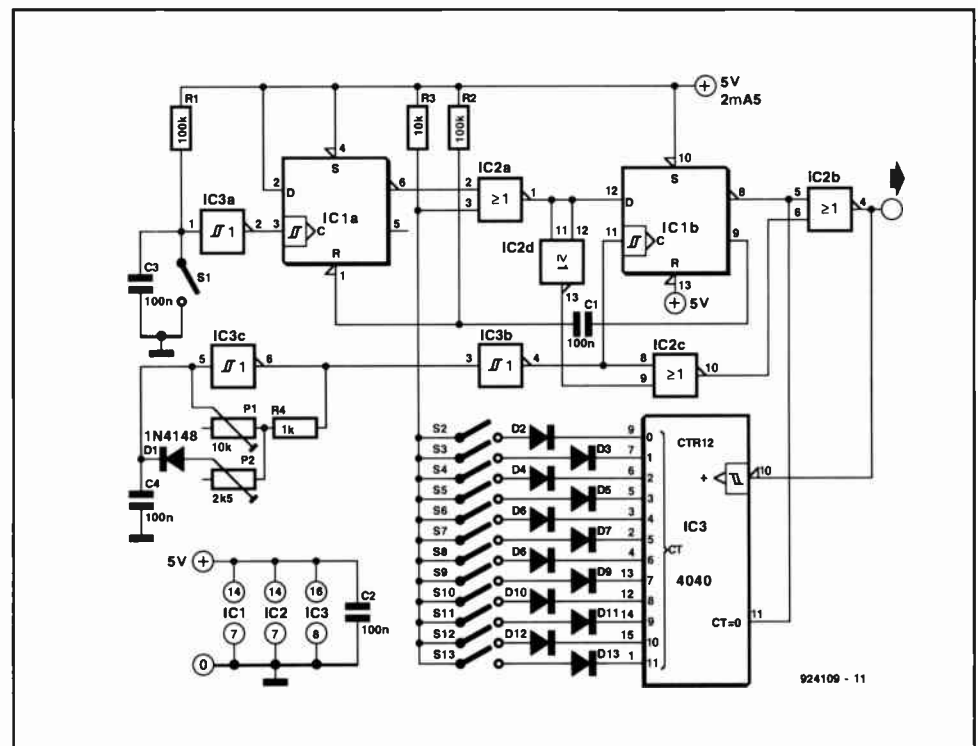 R1
100k
R3
10k
R2
100k
5V
2mA5
4
S
2
D
IC1a
6
5
3
C
R
1
IC3a
1
1
2
C3
100n
S1
IC2a
2
3
≥1
1
IC2d
11
12
≥1
13
10
S
12
D
IC1b
8
11
C
9
R
13
5V
C1
100n
IC2b
5
6
≥1
4
IC3c
5
1
6
IC3b
3
1
4
IC2c
8
9
≥1
10
P1
10k
R4
1k
1N4148
D1
P2
2k5
C4
100n
S2
D2
9
0
S3
D3
7
1
S4
D4
6
2
S5
D5
5
3
S6
D6
3
4
S7
D7
2
5
S8
D6
4
6
S9
D9
13
7
S10
D10
12
8
S11
D11
14
9
S12
D12
15
10
S13
D13
1
11
CTR12
+
10
IC3
CT
4040
CT=0
11
5V
+
14
14
16
IC1
IC2
IC3
7
7
8
0
C2
100n
924109 - 11